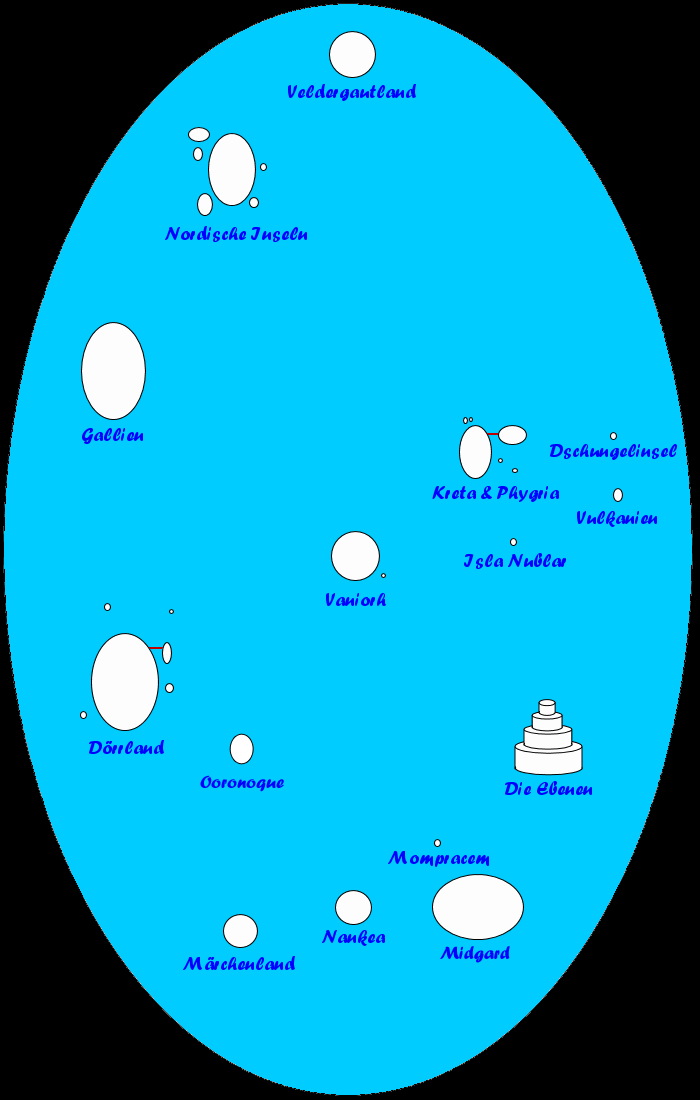 Veldergautland
Nordische Inseln
Gallien
Dschungelinsel
Kreta & Phygria
Vulkanien
Isla Nublar
Vaniorh
Dörrland
Ooronoque
Die Ebenen
Mompracem
Nankea
Midgard
Märchenland